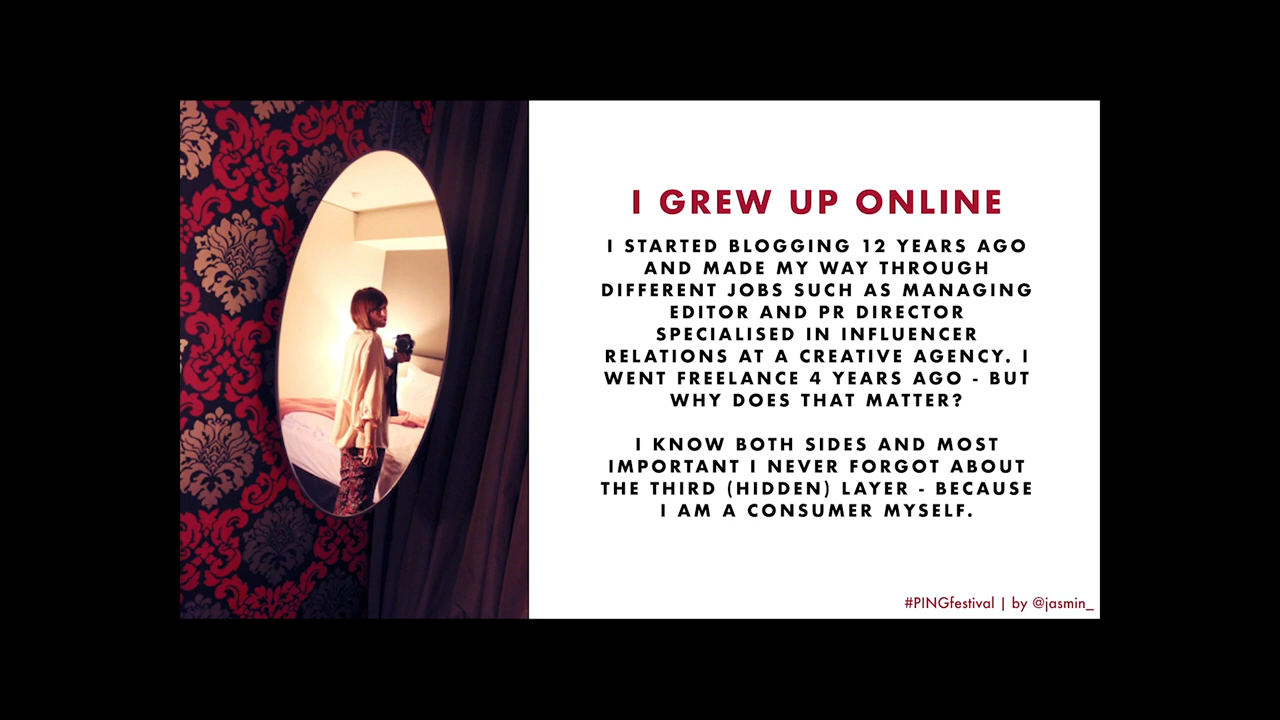 I GREW UP ONLINE
I STARTED BLOGGING 12 YEARS AGO
AND MADE MY WAY THROUGH
DIFFERENT JOBS SUCH AS MANAGING
EDITOR AND PR DIRECTOR
SPECIALISED IN INFLUENCER
RELATIONS AT A CREATIVE AGENCY. I
WENT FREELANCE 4 YEARS AGO - BUT
WHY DOES THAT MATTER?
I KNOW BOTH SIDES AND MOST
IMPORTANT I NEVER FORGOT ABOUT
THE THIRD (HIDDEN) LAYER - BECAUSE
I AM A CONSUMER MYSELF.
#PINGfestival | by @jasmin_